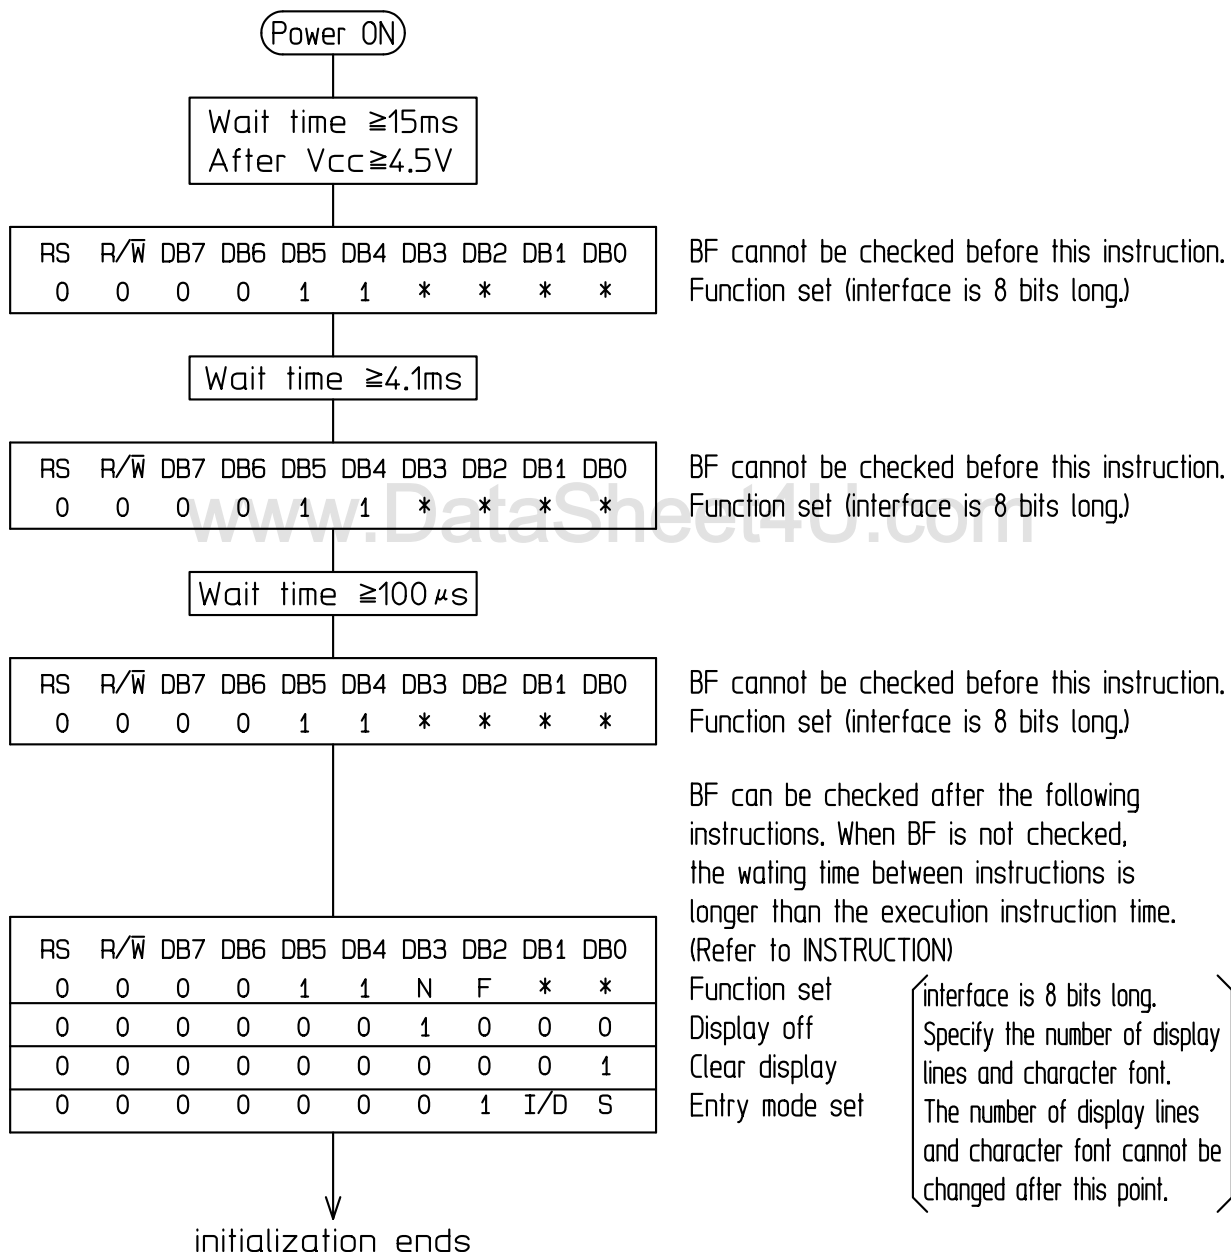 Power ON
Wait time ≧15ms
After Vcc≧4.5V
RS R/W̅ DB7 DB6 DB5 DB4 DB3 DB2 DB1 DB0
0 0 0 0 1 1 * * * *
BF cannot be checked before this instruction.
Function set (interface is 8 bits long.)
Wait time ≧4.1ms
RS R/W̅ DB7 DB6 DB5 DB4 DB3 DB2 DB1 DB0
0 0 0 0 1 1 * * * *
BF cannot be checked before this instruction.
Function set (interface is 8 bits long.)
www.DataSheet4U.com
Wait time ≧100μs
RS R/W̅ DB7 DB6 DB5 DB4 DB3 DB2 DB1 DB0
0 0 0 0 1 1 * * * *
BF cannot be checked before this instruction.
Function set (interface is 8 bits long.)
BF can be checked after the following
instructions. When BF is not checked,
the wating time between instructions is
longer than the execution instruction time.
(Refer to INSTRUCTION)
RS R/W̅ DB7 DB6 DB5 DB4 DB3 DB2 DB1 DB0
0 0 0 0 1 1 N F * *
0 0 0 0 0 0 1 0 0 0
0 0 0 0 0 0 0 0 0 1
0 0 0 0 0 0 0 1 I/D S
Function set
Display off
Clear display
Entry mode set
interface is 8 bits long.
Specify the number of display
lines and character font.
The number of display lines
and character font cannot be
changed after this point.
initialization ends